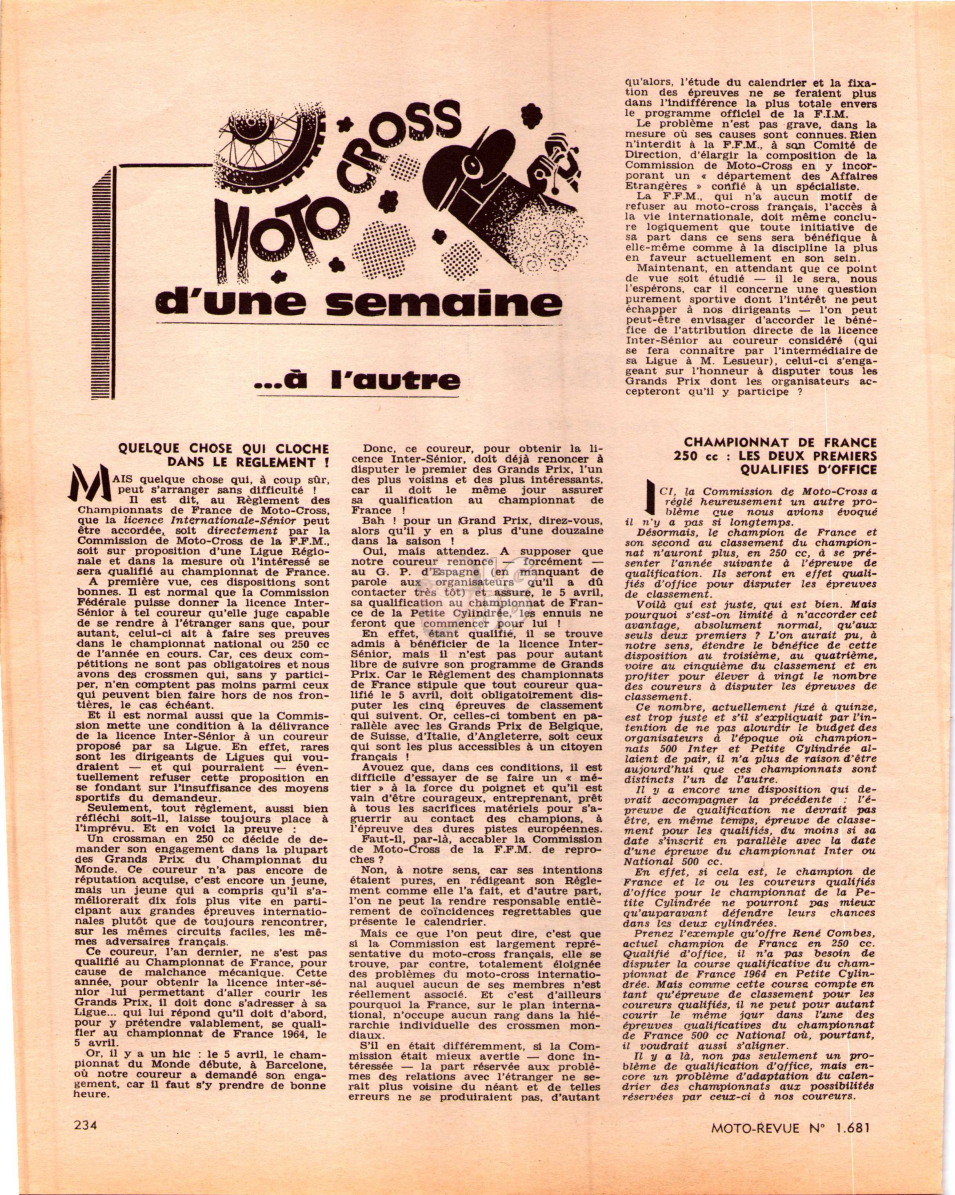 MOTO CROSS
d'une semaine
...à l'autre
QUELQUE CHOSE QUI CLOCHE
DANS LE REGLEMENT !
MAIS quelque chose qui, à coup sûr,
peut s'arranger sans difficulté !
Il est dit, au Règlement des
Championnats de France de Moto-Cross,
que la licence Internationale-Sénior peut
être accordée, soit directement par la
Commission de Moto-Cross de la F.F.M.,
soit sur proposition d'une Ligue Régio-
nale et dans la mesure où l'intéressé se
sera qualifié au championnat de France.
A première vue, ces dispositions sont
bonnes. Il est normal que la Commission
Fédérale puisse donner la licence Inter-
Sénior à tel coureur qu'elle juge capable
de se rendre à l'étranger sans que, pour
autant, celui-ci ait à faire ses preuves
dans le championnat national ou 250 cc
de l'année en cours. Car, ces deux com-
pétitions ne sont pas obligatoires et nous
avons des crossmen qui, sans y partici-
per, n'en comptent pas moins parmi ceux
qui peuvent bien faire hors de nos fron-
tières, le cas échéant.
Et il est normal aussi que la Commis-
sion mette une condition à la délivrance
de la licence Inter-Sénior à un coureur
proposé par sa Ligue. En effet, rares
sont les dirigeants de Ligues qui vou-
draient — et qui pourraient — éven-
tuellement refuser cette proposition en
se fondant sur l'insuffisance des moyens
sportifs du demandeur.
Seulement, tout règlement, aussi bien
réfléchi soit-il, laisse toujours place à
l'imprévu. Et en voici la preuve :
Un crossman en 250 cc décide de de-
mander son engagement dans la plupart
des Grands Prix du Championnat du
Monde. Ce coureur n'a pas encore de
réputation acquise, c'est encore un jeune,
mais un jeune qui a compris qu'il s'a-
méliorerait dix fois plus vite en parti-
cipant aux grandes épreuves internatio-
nales plutôt que de toujours rencontrer,
sur les mêmes circuits faciles, les mê-
mes adversaires français.
Ce coureur, l'an dernier, ne s'est pas
qualifié au Championnat de France, pour
cause de malchance mécanique. Cette
année, pour obtenir la licence inter-sé-
nior lui permettant d'aller courir les
Grands Prix, il doit donc s'adresser à sa
Ligue... qui lui répond qu'il doit d'abord,
pour y prétendre valablement, se quali-
fier au championnat de France 1964, le
5 avril.
Or, il y a un hic : le 5 avril, le cham-
pionnat du Monde débute, à Barcelone,
où notre coureur a demandé son enga-
gement, car il faut s'y prendre de bonne
heure.
Donc, ce coureur, pour obtenir la li-
cence Inter-Sénior, doit déjà renoncer à
disputer le premier des Grands Prix, l'un
des plus voisins et des plus intéressants,
car il doit le même jour assurer
sa qualification au championnat de
France !
Bah ! pour un Grand Prix, direz-vous,
alors qu'il y en a plus d'une douzaine
dans la saison !
Oui, mais attendez. A supposer que
notre coureur renonce — forcément —
au G. P. d'Espagne (en manquant de
parole aux organisateurs qu'il a dû
contacter très tôt) et assure, le 5 avril,
sa qualification au championnat de Fran-
ce de la Petite Cylindrée, les ennuis ne
feront que commencer pour lui !
En effet, étant qualifié, il se trouve
admis à bénéficier de la licence Inter-
Sénior, mais il n'est pas pour autant
libre de suivre son programme de Grands
Prix. Car le Réglement des championnats
de France stipule que tout coureur qua-
lifié le 5 avril, doit obligatoirement dis-
puter les cinq épreuves de classement
qui suivent. Or, celles-ci tombent en pa-
rallèle avec les Grands Prix de Belgique,
de Suisse, d'Italie, d'Angleterre, soit ceux
qui sont les plus accessibles à un citoyen
français !
Avouez que, dans ces conditions, il est
difficile d'essayer de se faire un « mé-
tier » à la force du poignet et qu'il est
vain d'être courageux, entreprenant, prêt
à tous les sacrifices matériels pour s'a-
guerrir au contact des champions, à
l'épreuve des dures pistes européennes.
Faut-il, par-là, accabler la Commission
de Moto-Cross de la F.F.M. de repro-
ches ?
Non, à notre sens, car ses intentions
étaient pures, en rédigeant son Règle-
ment comme elle l'a fait, et d'autre part,
l'on ne peut la rendre responsable entiè-
rement de coïncidences regrettables que
présente le calendrier.
Mais ce que l'on peut dire, c'est que
si la Commission est largement repré-
sentative du moto-cross français, elle se
trouve, par contre, totalement éloignée
des problèmes du moto-cross internatio-
nal auquel aucun de ses membres n'est
réellement associé. Et c'est d'ailleurs
pourquoi la France, sur le plan interna-
tional, n'occupe aucun rang dans la hié-
rarchie individuelle des crossmen mon-
diaux.
S'il en était différemment, si la Com-
mission était mieux avertie — donc in-
téressée — la part réservée aux problè-
mes des relations avec l'étranger ne se-
rait plus voisine du néant et de telles
erreurs ne se produiraient pas, d'autant
qu'alors, l'étude du calendrier et la fixa-
tion des épreuves ne se feraient plus
dans l'indifférence la plus totale envers
le programme officiel de la F.I.M.
Le problème n'est pas grave, dans la
mesure où ses causes sont connues. Rien
n'interdit à la F.F.M., à son Comité de
Direction, d'élargir la composition de la
Commission de Moto-Cross en y incor-
porant un « département des Affaires
Etrangères » confié à un spécialiste.
La F.F.M., qui n'a aucun motif de
refuser au moto-cross français, l'accès à
la vie internationale, doit même conclu-
re logiquement que toute initiative de
sa part dans ce sens sera bénéfique à
elle-même comme à la discipline la plus
en faveur actuellement en son sein.
Maintenant, en attendant que ce point
de vue soit étudié — il le sera, nous
l'espérons, car il concerne une question
purement sportive dont l'intérêt ne peut
échapper à nos dirigeants — l'on peut
peut-être envisager d'accorder le béné-
fice de l'attribution directe de la licence
Inter-Sénior au coureur considéré (qui
se fera connaître par l'intermédiaire de
sa Ligue à M. Lesueur), celui-ci s'enga-
geant sur l'honneur à disputer tous les
Grands Prix dont les organisateurs ac-
cepteront qu'il y participe ?
CHAMPIONNAT DE FRANCE
250 cc : LES DEUX PREMIERS
QUALIFIES D'OFFICE
ICI, la Commission de Moto-Cross a
réglé heureusement un autre pro-
blème que nous avions évoqué
il n'y a pas si longtemps.
Désormais, le champion de France et
son second au classement du champion-
nat n'auront plus, en 250 cc, à se pré-
senter l'année suivante à l'épreuve de
qualification. Ils seront en effet quali-
fiés d'office pour disputer les épreuves
de classement.
Voilà qui est juste, qui est bien. Mais
pourquoi s'est-on limité à n'accorder cet
avantage, absolument normal, qu'aux
seuls deux premiers ? L'on aurait pu, à
notre sens, étendre le bénéfice de cette
disposition au troisième, au quatrième,
voire au cinquième du classement et en
profiter pour élever à vingt le nombre
des coureurs à disputer les épreuves de
classement.
Ce nombre, actuellement fixé à quinze,
est trop juste et s'il s'expliquait par l'in-
tention de ne pas alourdir le budget des
organisateurs à l'époque où champion-
nats 500 Inter et Petite Cylindrée al-
laient de pair, il n'a plus de raison d'être
aujourd'hui que ces championnats sont
distincts l'un de l'autre.
Il y a encore une disposition qui de-
vrait accompagner la précédente : l'é-
preuve de qualification ne devrait pas
être, en même temps, épreuve de classe-
ment pour les qualifiés, du moins si sa
date s'inscrit en parallèle avec la date
d'une épreuve du championnat Inter ou
National 500 cc.
En effet, si cela est, le champion de
France et le ou les coureurs qualifiés
d'office pour le championnat de la Pe-
tite Cylindrée ne pourront pas mieux
qu'auparavant défendre leurs chances
dans les deux cylindrées.
Prenez l'exemple qu'offre René Combes,
actuel champion de France en 250 cc.
Qualifié d'office, il n'a pas besoin de
disputer la course qualificative du cham-
pionnat de France 1964 en Petite Cylin-
drée. Mais comme cette course compte en
tant qu'épreuve de classement pour les
coureurs qualifiés, il ne peut pour autant
courir le même jour dans l'une des
épreuves qualificatives du championnat
de France 500 cc National où, pourtant,
il voudrait aussi s'aligner.
Il y a là, non pas seulement un pro-
blème de qualification d'office, mais en-
core un problème d'adaptation du calen-
drier des championnats aux possibilités
réservées par ceux-ci à nos coureurs.
234
MOTO-REVUE N° 1.681